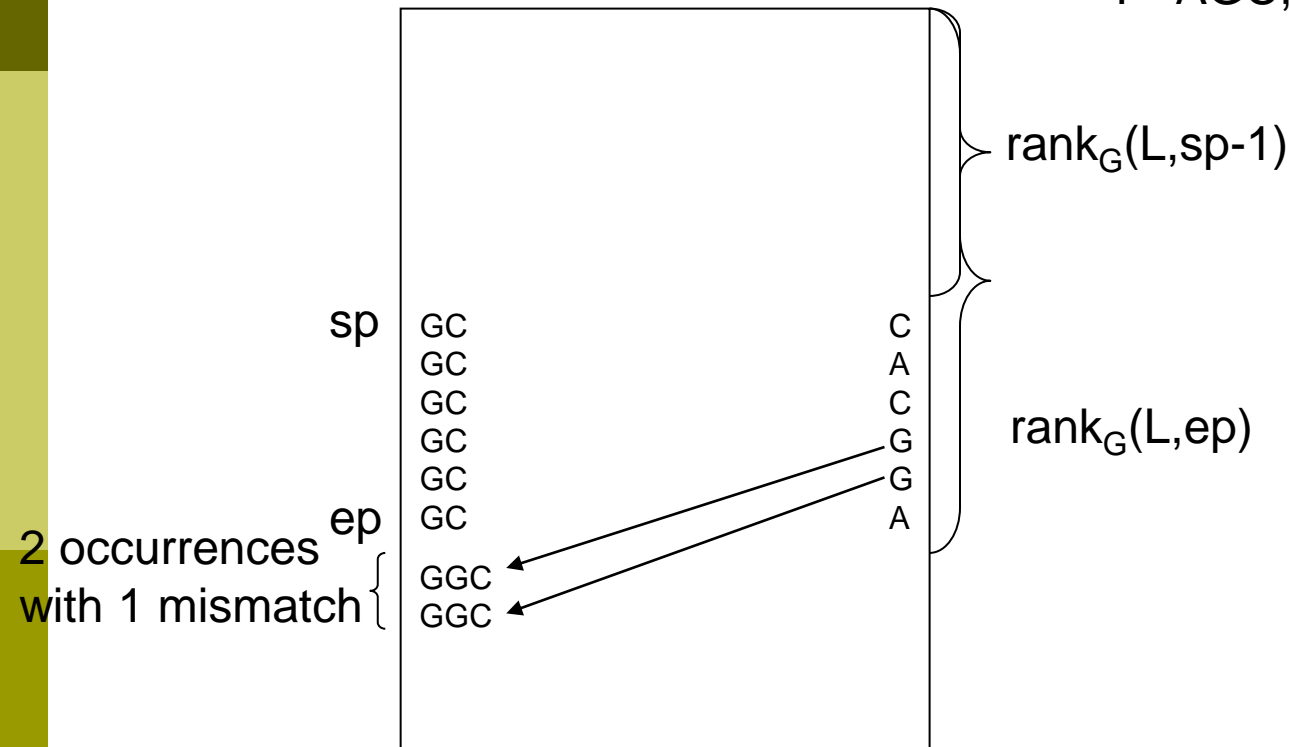 rank_G(L,sp-1)
sp GC C
GC A
GC C
GC G
rank_G(L,ep)
GC G
ep GC A
2 occurrences
with 1 mismatch
GGC
GGC